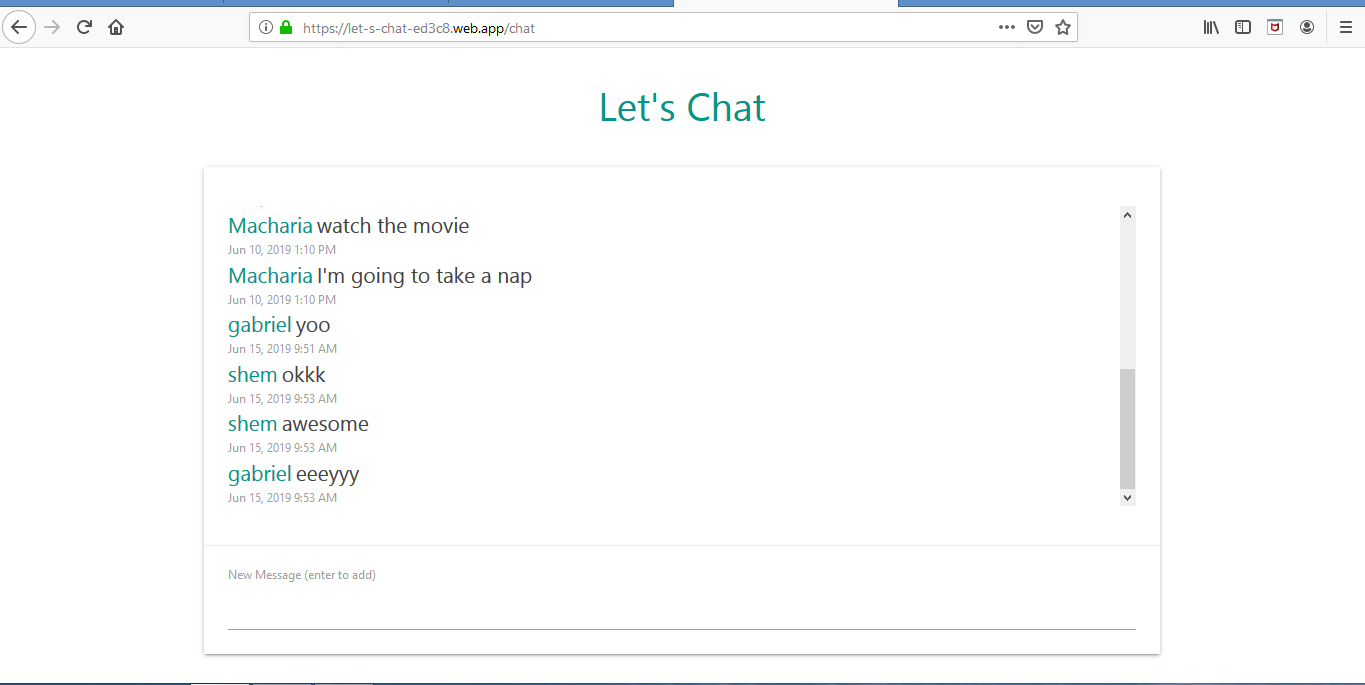 https://let-s-chat-ed3c8.web.app/chat
Let's Chat
Macharia watch the movie
Jun 10, 2019 1:10 PM
Macharia I'm going to take a nap
Jun 10, 2019 1:10 PM
gabriel yoo
Jun 15, 2019 9:51 AM
shem okkk
Jun 15, 2019 9:53 AM
shem awesome
Jun 15, 2019 9:53 AM
gabriel eeeyyy
Jun 15, 2019 9:53 AM
New Message (enter to add)